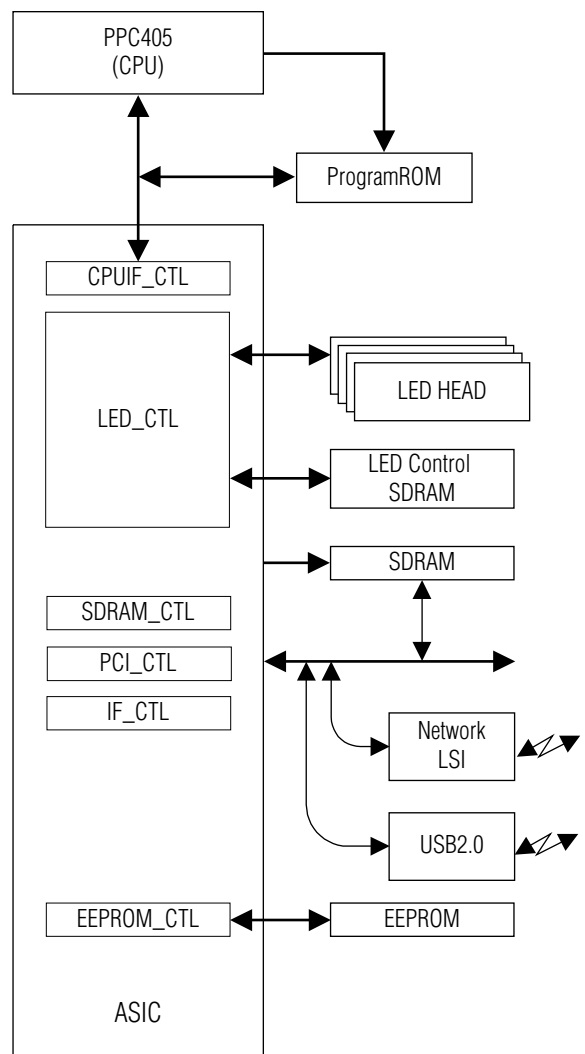 PPC405
(CPU)
ProgramROM
CPUIF_CTL
LED_CTL
LED HEAD
LED Control
SDRAM
SDRAM
SDRAM_CTL
PCI_CTL
IF_CTL
Network
LSI
USB2.0
EEPROM_CTL
EEPROM
ASIC